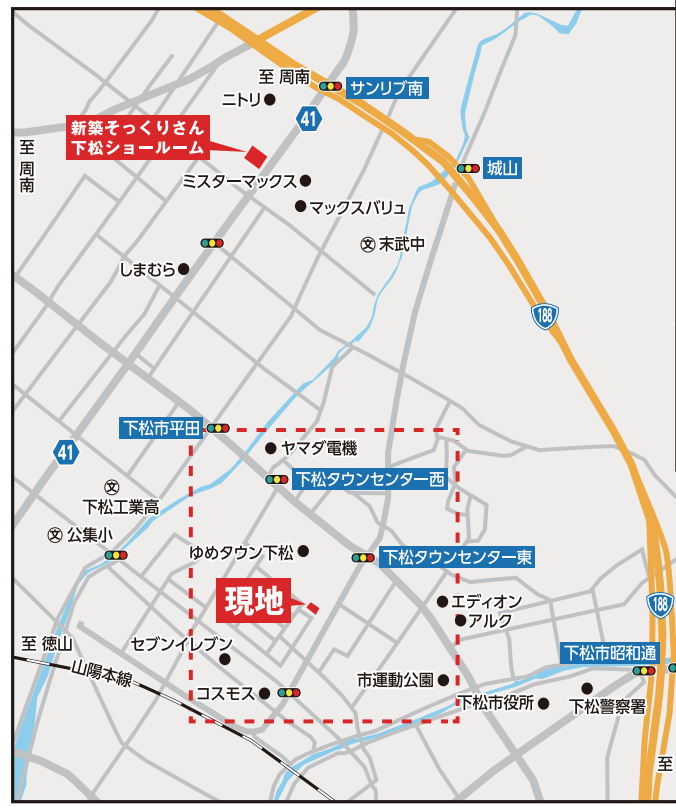 至 周南
サンリブ南
ニトリ
41
新築そっくりさん
下松ショールーム
至
周
南
城山
ミスターマックス
マックスバリュ
文 末武中
しまむら
188
下松市平田
41
ヤマダ電機
下松タウンセンター西
文
下松工業高
文 公集小
ゆめタウン下松
下松タウンセンター東
現地
エディオン
アルク
188
至 徳山
セブンイレブン
下松市昭和通
山陽本線
コスモス
市運動公園
下松市役所
下松警察署
至